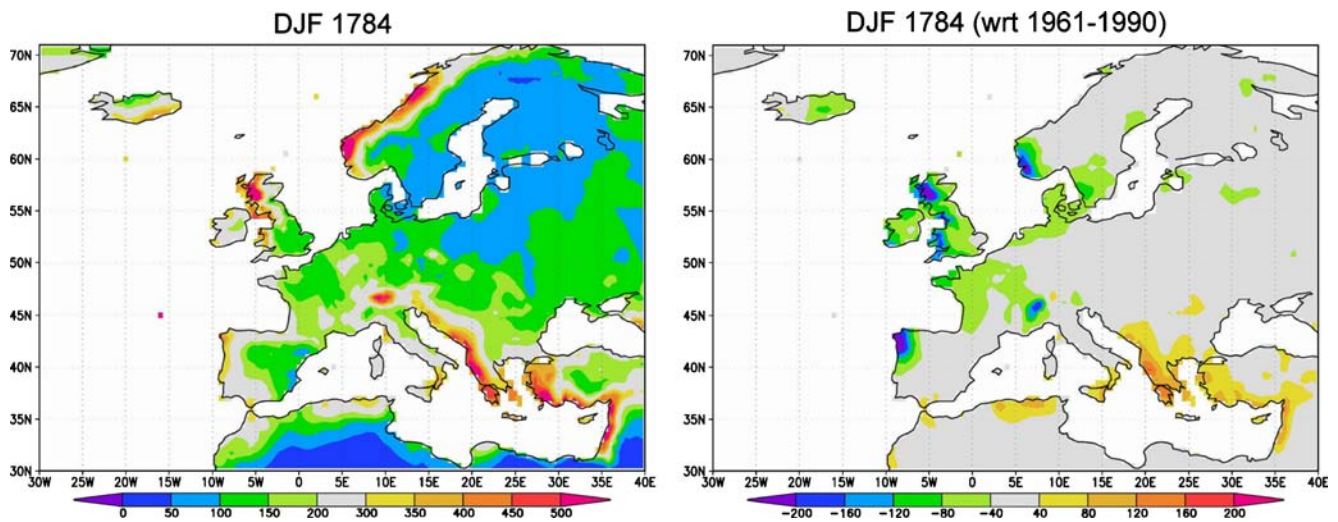 DJF 1784
70N
65N
60N
55N
50N
45N
40N
35N
30N
30W 25W 20W 15W 10W 5W 0 5E 10E 15E 20E 25E 30E 35E 40E
0 50 100 150 200 300 350 400 450 500
DJF 1784 (wrt 1961-1990)
70N
65N
60N
55N
50N
45N
40N
35N
30N
30W 25W 20W 15W 10W 5W 0 5E 10E 15E 20E 25E 30E 35E 40E
-200 -160 -120 -80 -40 40 80 120 160 200